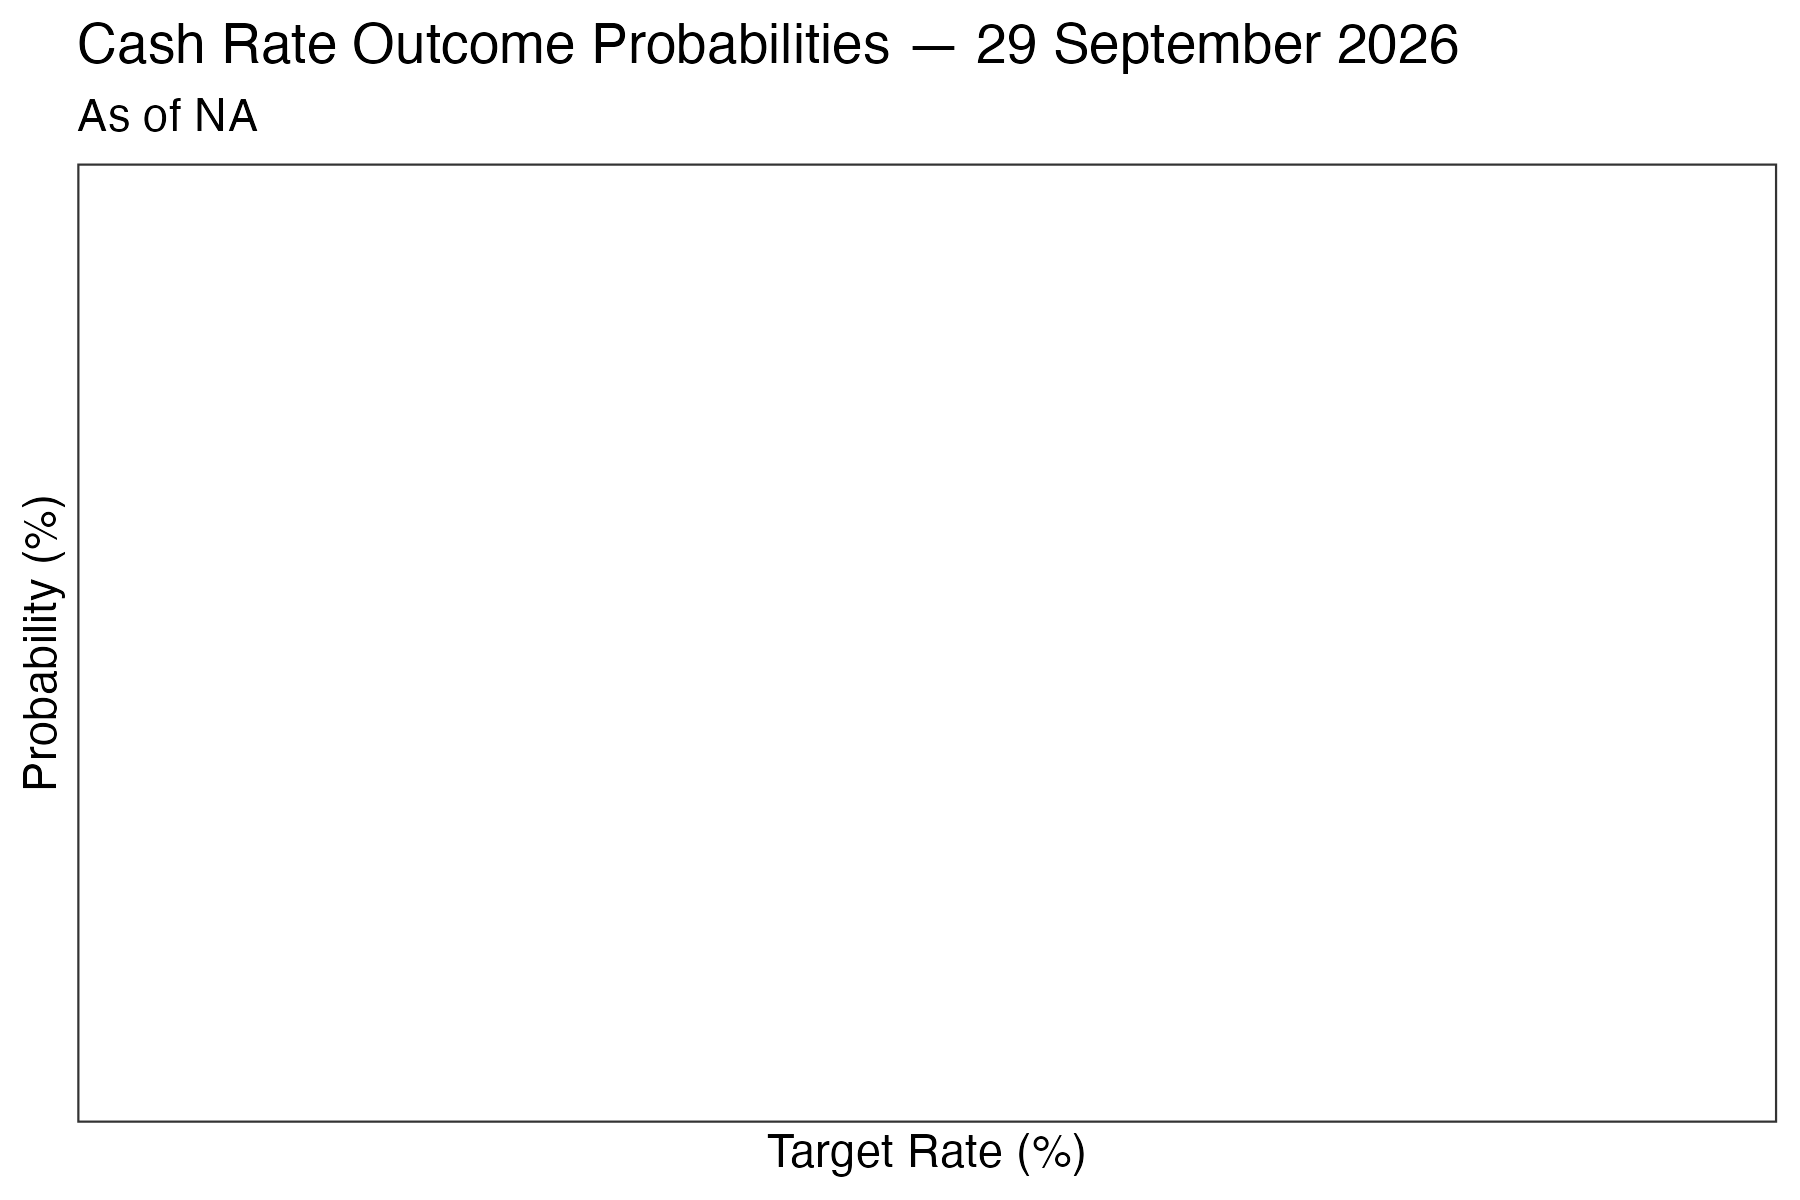 Cash Rate Outcome Probabilities — 29 September 2026
As of NA
Probability (%)
Target Rate (%)